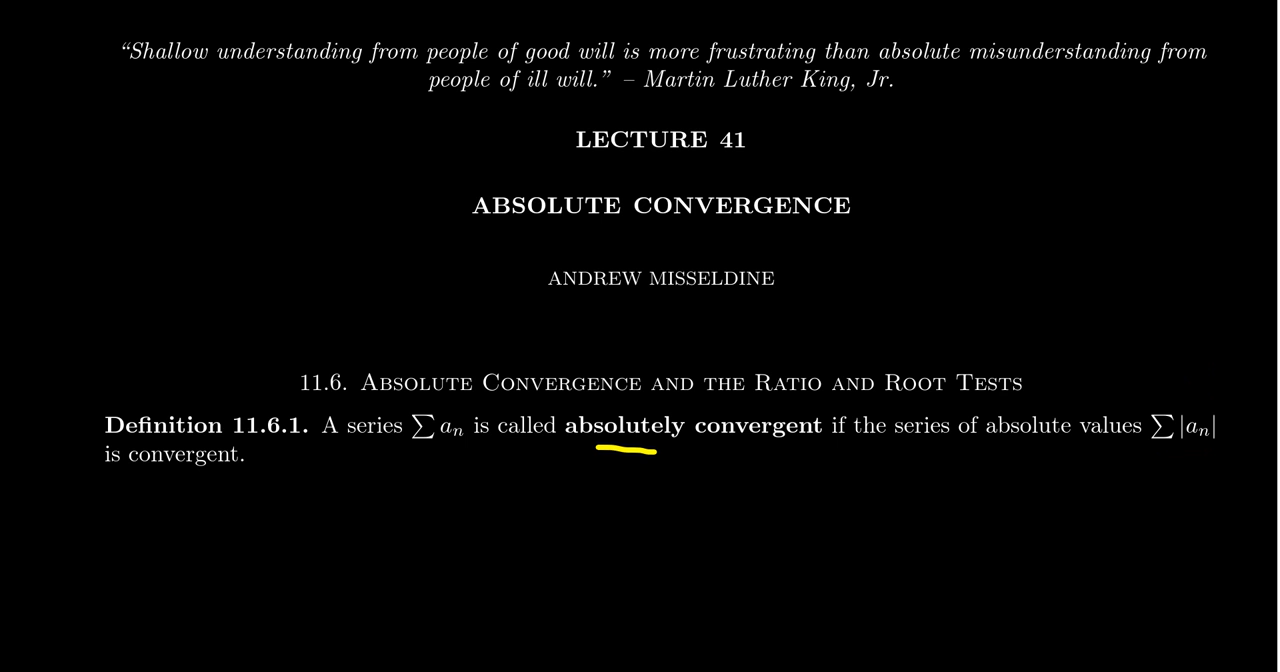 “Shallow understanding from people of good will is more frustrating than absolute misunderstanding from
people of ill will.” – Martin Luther King, Jr.
LECTURE 41
ABSOLUTE CONVERGENCE
ANDREW MISSELDINE
11.6. Absolute Convergence and the Ratio and Root Tests
Definition 11.6.1. A series ∑ aₙ is called absolutely convergent if the series of absolute values ∑ |aₙ|
is convergent.